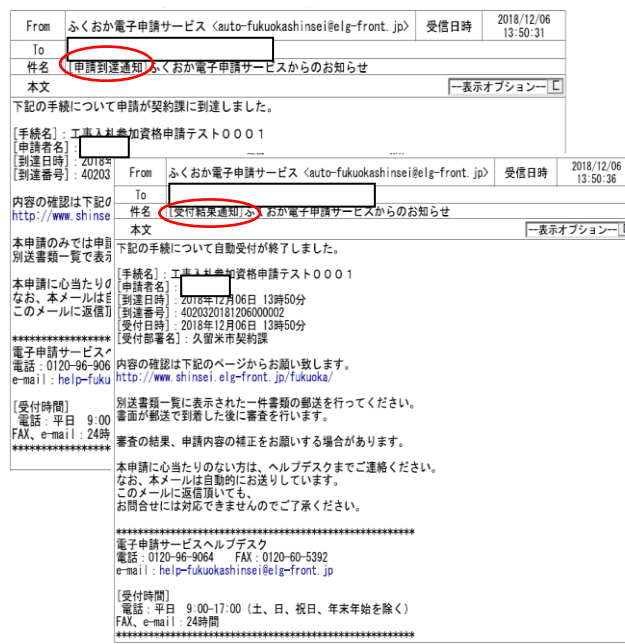 From ふくおか電子申請サービス <auto-fukuokashinsei@elg-front.jp> 受信日時 2018/12/06 13:50:31
To
件名 [申請到達通知]ふくおか電子申請サービスからのお知らせ
本文 --表示オプション--
下記の手続について申請が契約課に到達しました。
[手続名]:工事入札参加資格申請テスト0001
[申請者名]:
[到達日時]:2018年
[到達番号]:40203
内容の確認は下記の
http://www.shinse
本申請のみでは申請
別送書類一覧で表示
本申請に心当たりの
なお、本メールは自
このメールに返信頂
******************
電子申請サービスヘ
電話:0120-96-906
e-mail:help-fuku
[受付時間]
電話:平日 9:00
FAX、e-mail:24時
******************
From ふくおか電子申請サービス <auto-fukuokashinsei@elg-front.jp> 受信日時 2018/12/06 13:50:36
To
件名 [受付結果通知]ふくおか電子申請サービスからのお知らせ
本文 --表示オプション--
下記の手続について自動受付が終了しました。
[手続名]:工事入札参加資格申請テスト0001
[申請者名]:
[到達日時]:2018年12月06日 13時50分
[到達番号]:4020320181206000002
[受付日時]:2018年12月06日 13時50分
[受付部署名]:久留米市契約課
内容の確認は下記のページからお願い致します。
http://www.shinsei.elg-front.jp/fukuoka/
別送書類一覧に表示された一件書類の郵送を行ってください。
書面が郵送で到着した後に審査を行います。
審査の結果、申請内容の補正をお願いする場合があります。
本申請に心当たりのない方は、ヘルプデスクまでご連絡ください。
なお、本メールは自動的にお送りしています。
このメールに返信頂いても、
お問合せには対応できませんのでご了承ください。
*******************************************************
電子申請サービスヘルプデスク
電話:0120-96-9064 FAX:0120-60-5392
e-mail:help-fukuokashinsei@elg-front.jp
[受付時間]
電話:平日 9:00-17:00 (土、日、祝日、年末年始を除く)
FAX、e-mail:24時間
*******************************************************